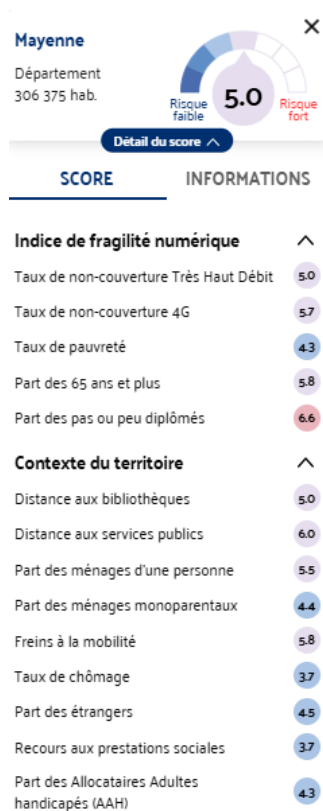 Mayenne
Département
306 375 hab.
Risque
faible
5.0
Risque
fort
Détail du score
SCORE
INFORMATIONS
Indice de fragilité numérique
Taux de non-couverture Très Haut Débit 5.0
Taux de non-couverture 4G 5.7
Taux de pauvreté 4.3
Part des 65 ans et plus 5.8
Part des pas ou peu diplômés 6.6
Contexte du territoire
Distance aux bibliothèques 5.0
Distance aux services publics 6.0
Part des ménages d'une personne 5.5
Part des ménages monoparentaux 4.4
Freins à la mobilité 5.8
Taux de chômage 3.7
Part des étrangers 4.5
Recours aux prestations sociales 3.7
Part des Allocataires Adultes
handicapés (AAH) 4.3